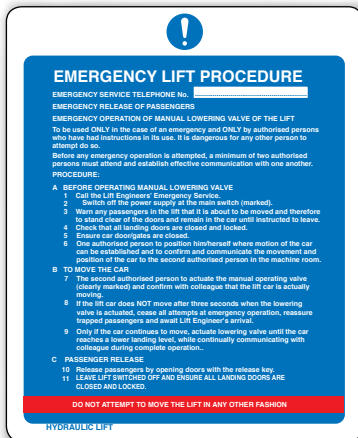 !
EMERGENCY LIFT PROCEDURE
EMERGENCY SERVICE TELEPHONE No.
EMERGENCY RELEASE OF PASSENGERS
EMERGENCY OPERATION OF MANUAL LOWERING VALVE OF THE LIFT
To be used ONLY in the case of an emergency and ONLY by authorised persons
who have had instructions in its use. It is dangerous for any other person to
attempt do so.
Before any emergency operation is attempted, a minimum of two authorised
persons must attend and establish effective communication with one another.
PROCEDURE:
A BEFORE OPERATING MANUAL LOWERING VALVE
1 Call the Lift Engineers' Emergency Service.
2 Switch off the power supply at the main switch (marked).
3 Warn any passengers in the lift that it is about to be moved and therefore
to stand clear of the doors and remain in the car until instructed to leave.
4 Check that all landing doors are closed and locked.
5 Ensure car door/gates are closed.
6 One authorised person to position him/herself where motion of the car
can be established and to confirm and communicate the movement and
position of the car to the second authorised person in the machine room.
B TO MOVE THE CAR
7 The second authorised person to actuate the manual operating valve
(clearly marked) and confirm with colleague that the lift car is actually
moving.
8 If the lift car does NOT move after three seconds when the lowering
valve is actuated, cease all attempts at emergency operation, reassure
trapped passengers and await Lift Engineer's arrival.
9 Only if the car continues to move, actuate lowering valve until the car
reaches a lower landing level, while continually communicating with
colleague during complete operation..
C PASSENGER RELEASE
10 Release passengers by opening doors with the release key.
11 LEAVE LIFT SWITCHED OFF AND ENSURE ALL LANDING DOORS ARE
CLOSED AND LOCKED.
DO NOT ATTEMPT TO MOVE THE LIFT IN ANY OTHER FASHION
HYDRAULIC LIFT